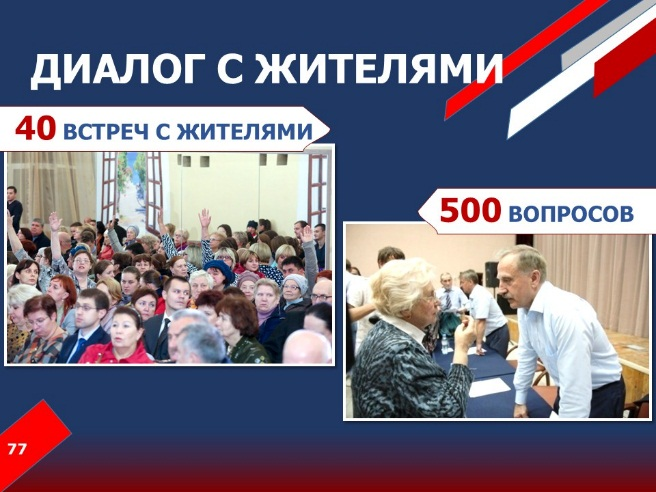 ДИАЛОГ С ЖИТЕЛЯМИ
40 ВСТРЕЧ С ЖИТЕЛЯМИ
500 ВОПРОСОВ
77